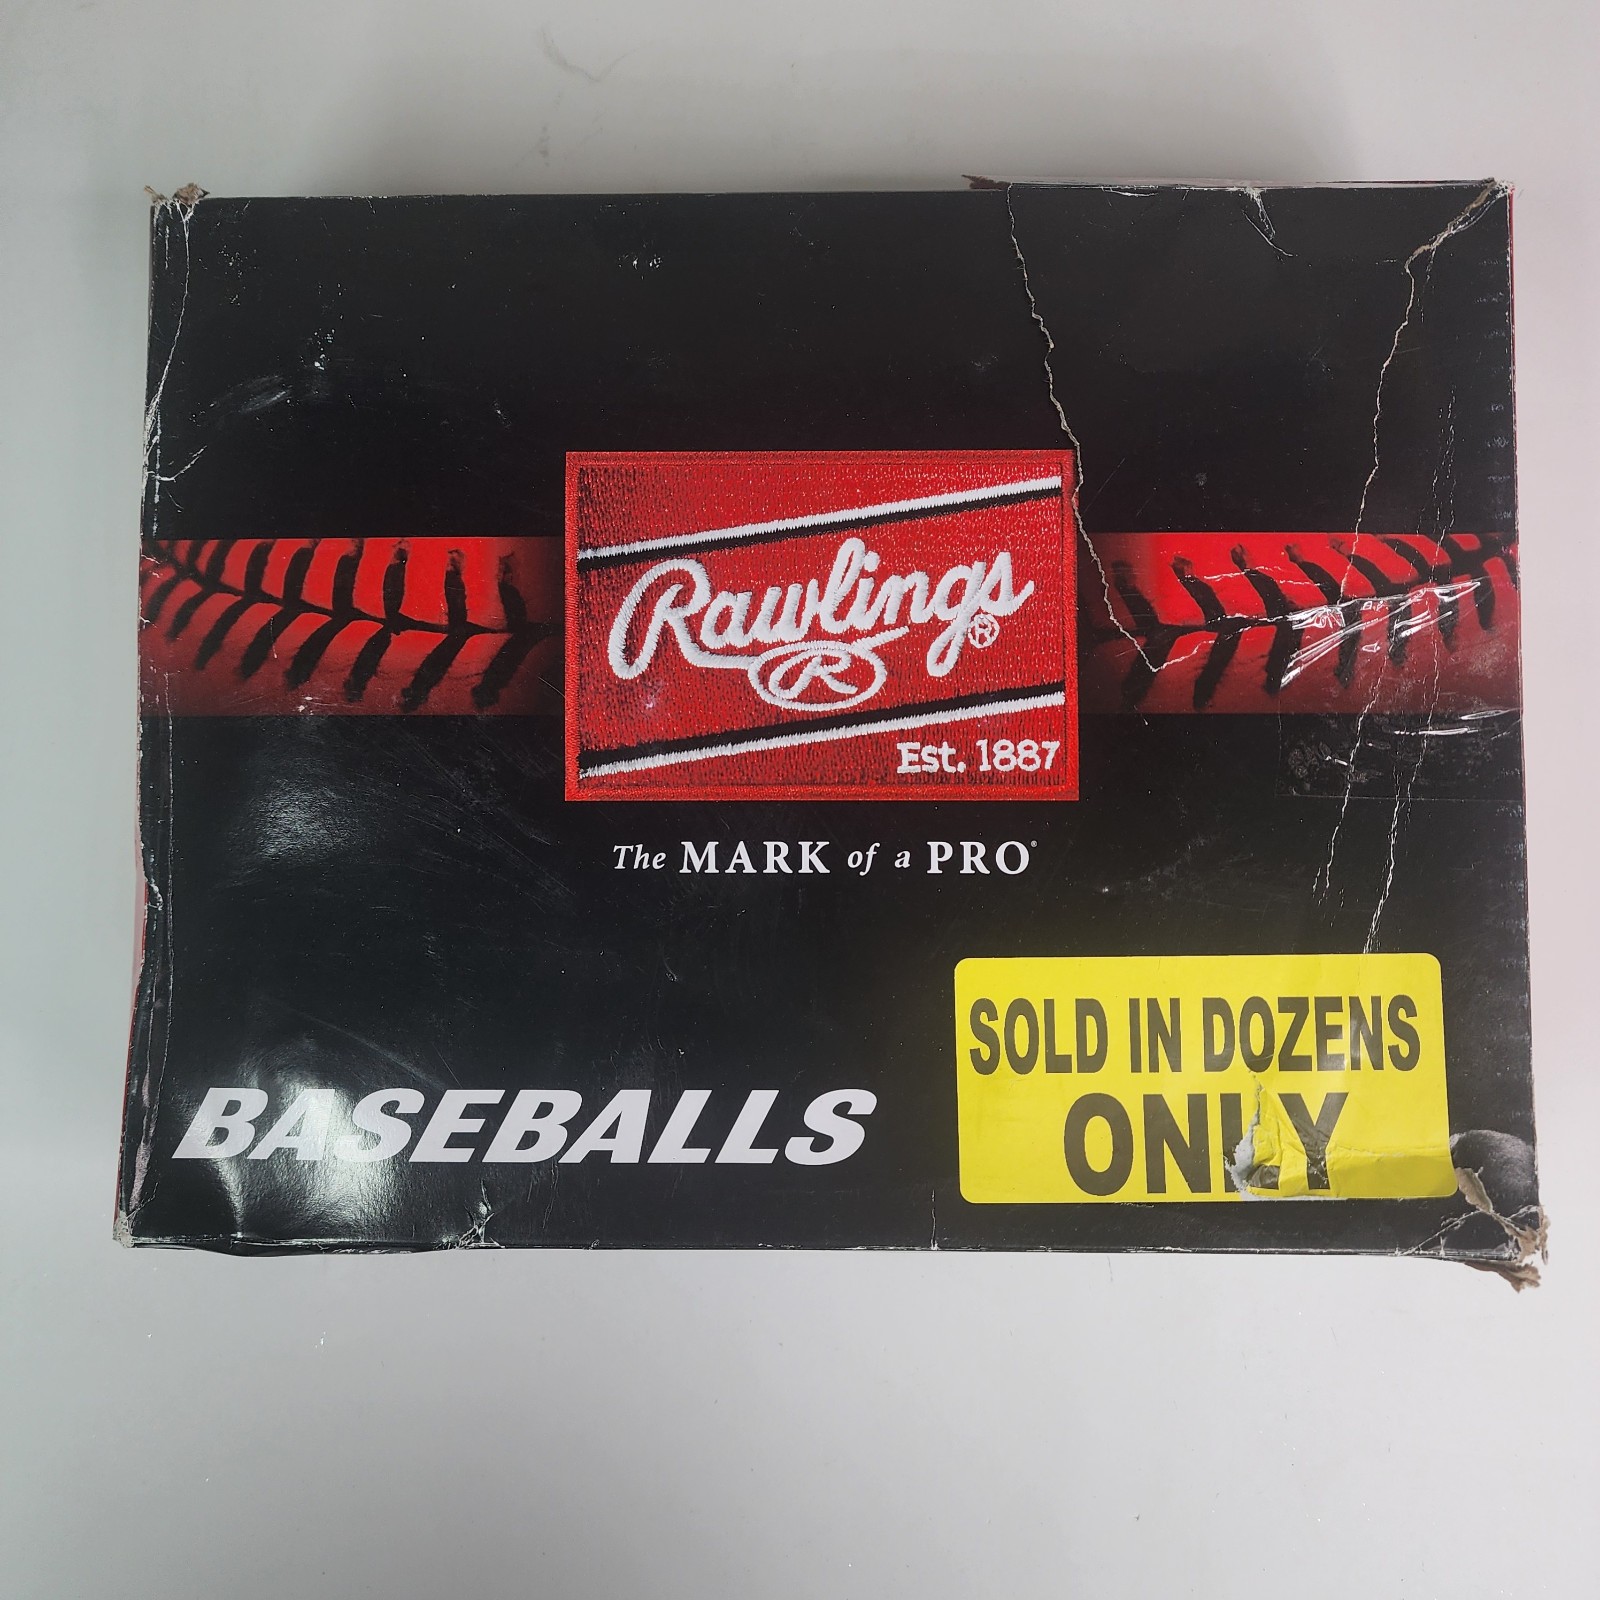 Rawlings®
R
Est. 1887
The MARK of a PRO®
BASEBALLS
SOLD IN DOZENS
ONLY